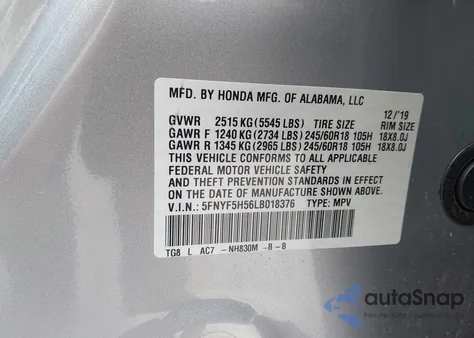 MFD. BY HONDA MFG. OF ALABAMA, LLC
12/'19
GVWR 2515 KG (5545 LBS) TIRE SIZE RIM SIZE
GAWR F 1240 KG (2734 LBS) 245/60R18 105H 18X8.0J
GAWR R 1345 KG (2965 LBS) 245/60R18 105H 18X8.0J
THIS VEHICLE CONFORMS TO ALL APPLICABLE
FEDERAL MOTOR VEHICLE SAFETY
AND THEFT PREVENTION STANDARDS IN EFFECT
ON THE DATE OF MANUFACTURE SHOWN ABOVE.
V.I.N.: 5FNYF5H56LB018376 TYPE: MPV
TG8 L AC7 - NH830M -B -B
autoSnap